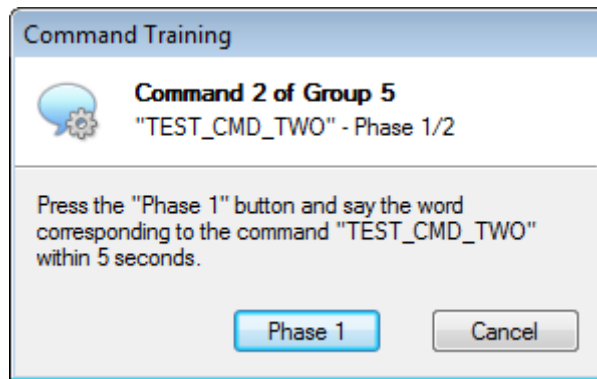 Command Training
Command 2 of Group 5
"TEST_CMD_TWO" - Phase 1/2
Press the "Phase 1" button and say the word
corresponding to the command "TEST_CMD_TWO"
within 5 seconds.
Phase 1
Cancel